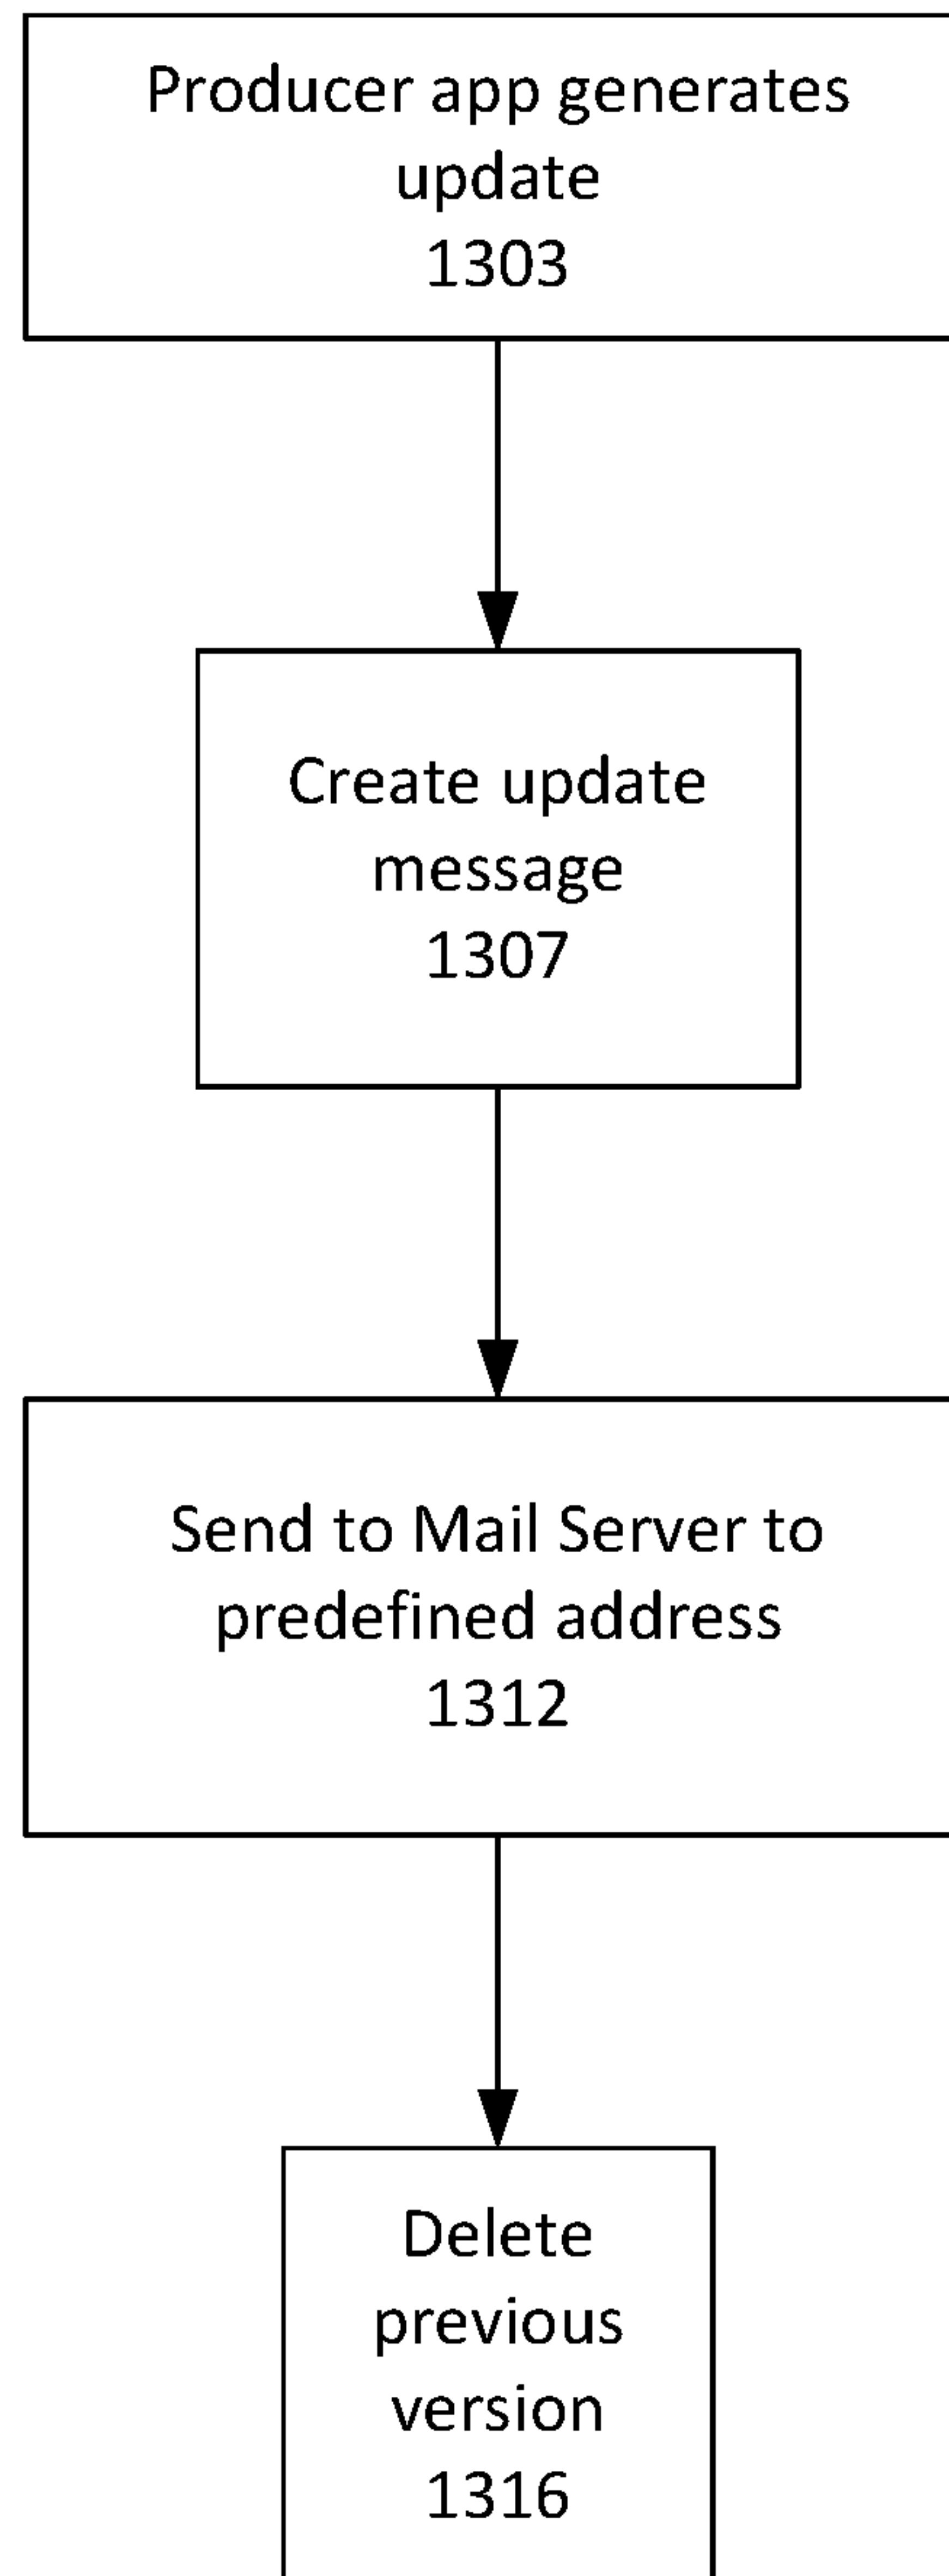 Producer app generates
update
1303
Create update
message
1307
Send to Mail Server to
predefined address
1312
Delete
previous
version
1316